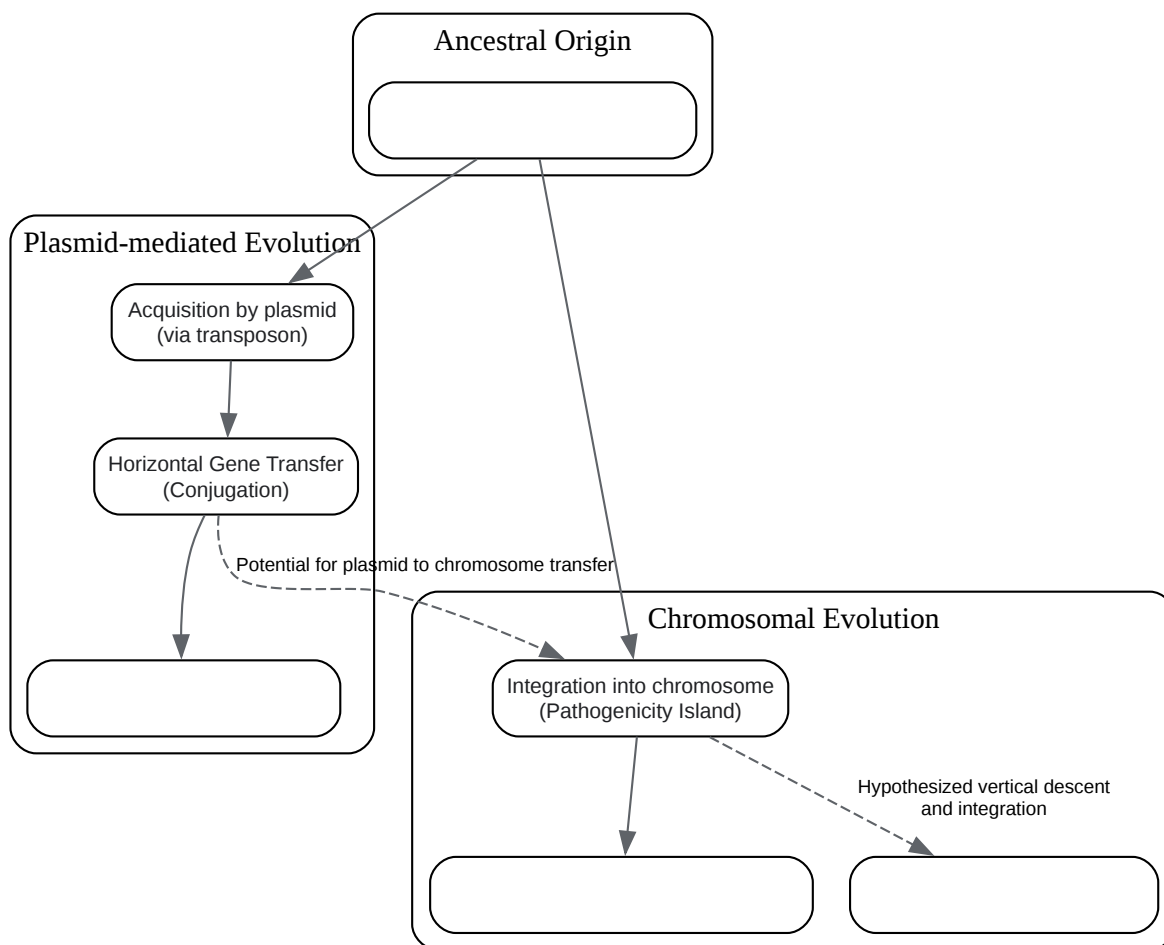 Ancestral Origin
Plasmid-mediated Evolution
Acquisition by plasmid
(via transposon)
Horizontal Gene Transfer
(Conjugation)
Potential for plasmid to chromosome transfer
Chromosomal Evolution
Integration into chromosome
(Pathogenicity Island)
Hypothesized vertical descent
and integration